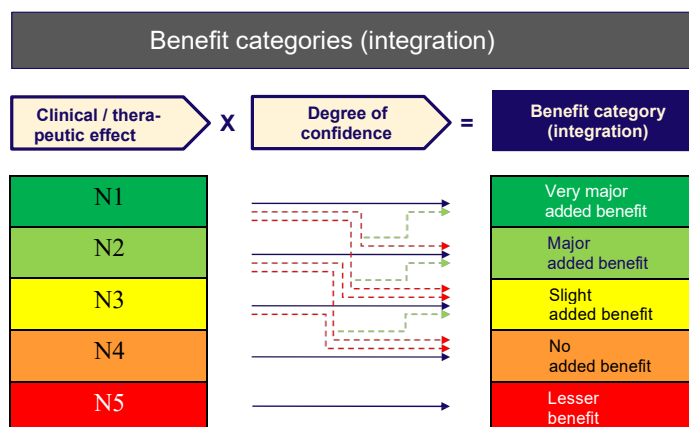 Benefit categories (integration)
Clinical / thera-
peutic effect
X
Degree of
confidence
=
Benefit category
(integration)
N1
Very major
added benefit
N2
Major
added benefit
N3
Slight
added benefit
N4
No
added benefit
N5
Lesser
benefit